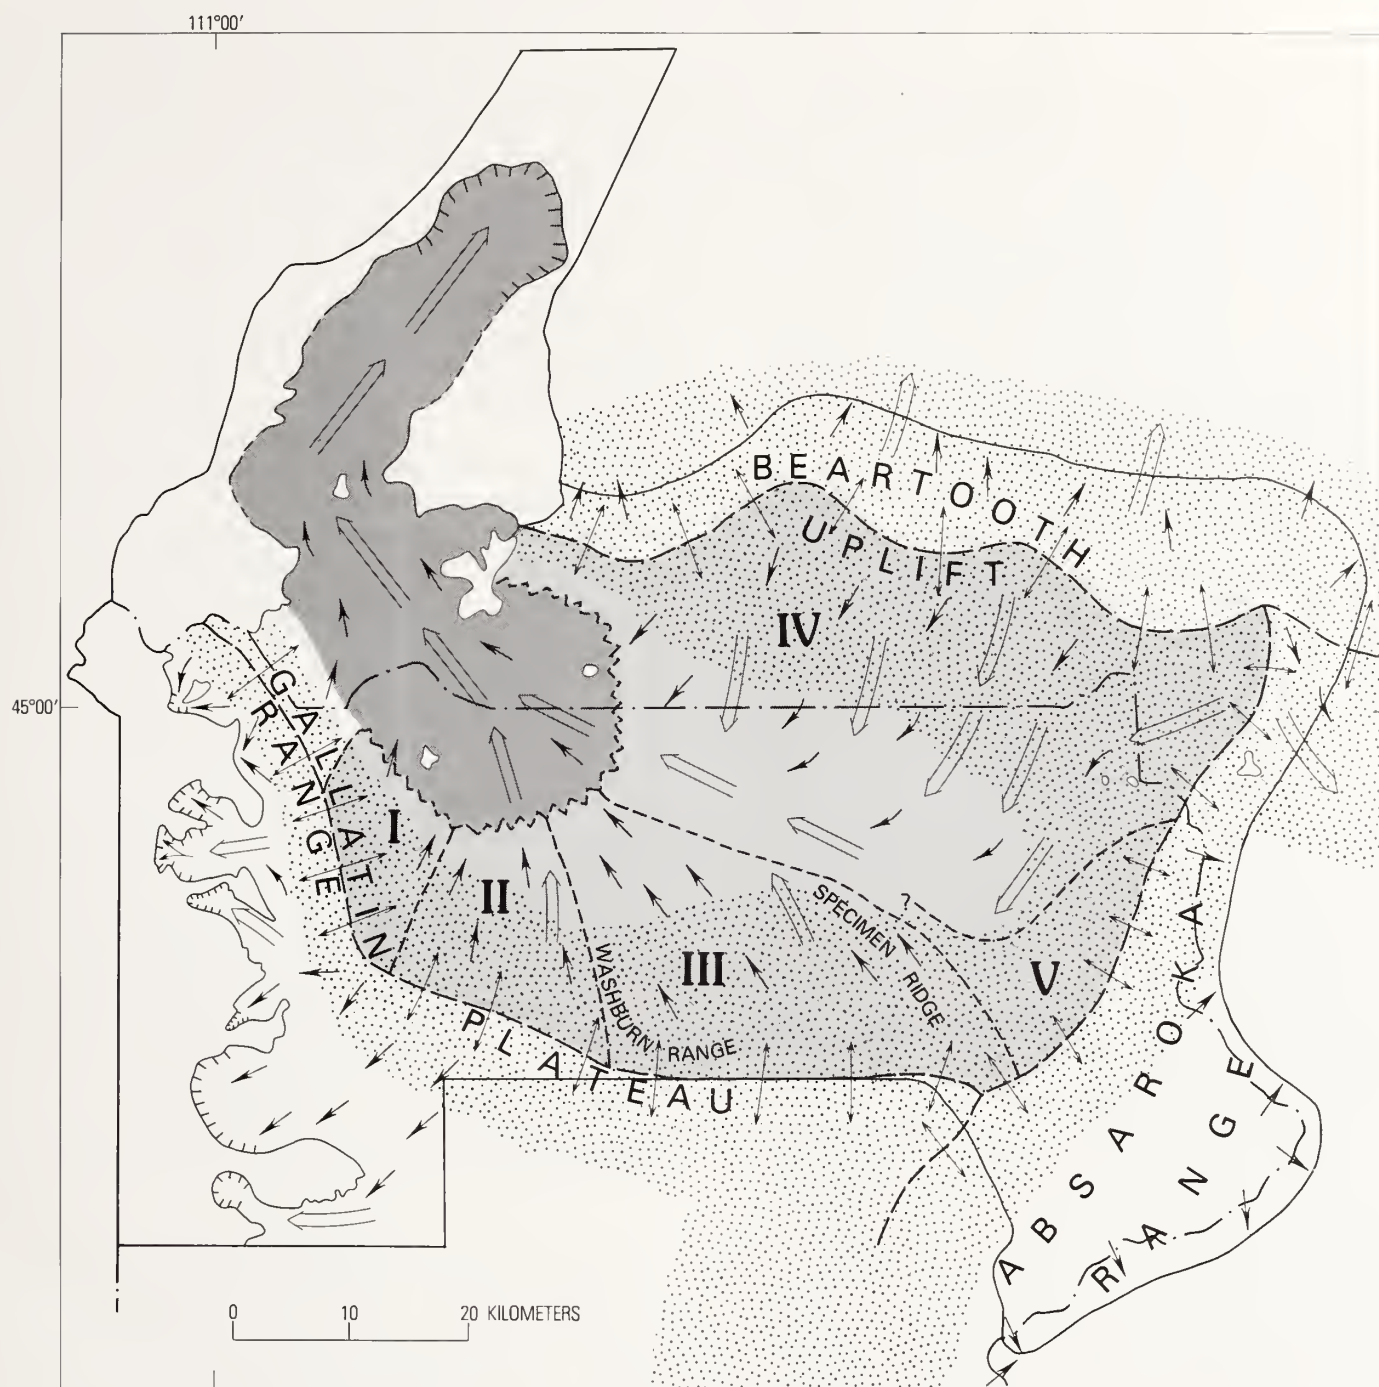 111°00′
BEARTOOTH
UPLIFT
IV
45°00′
GALLATIN
RANGE
I
II
III
V
?
SPECIMEN
RIDGE
WASHBURN
RANGE
PLATEAU
ABSAROKA
RANGE
0 10 20 KILOMETERS